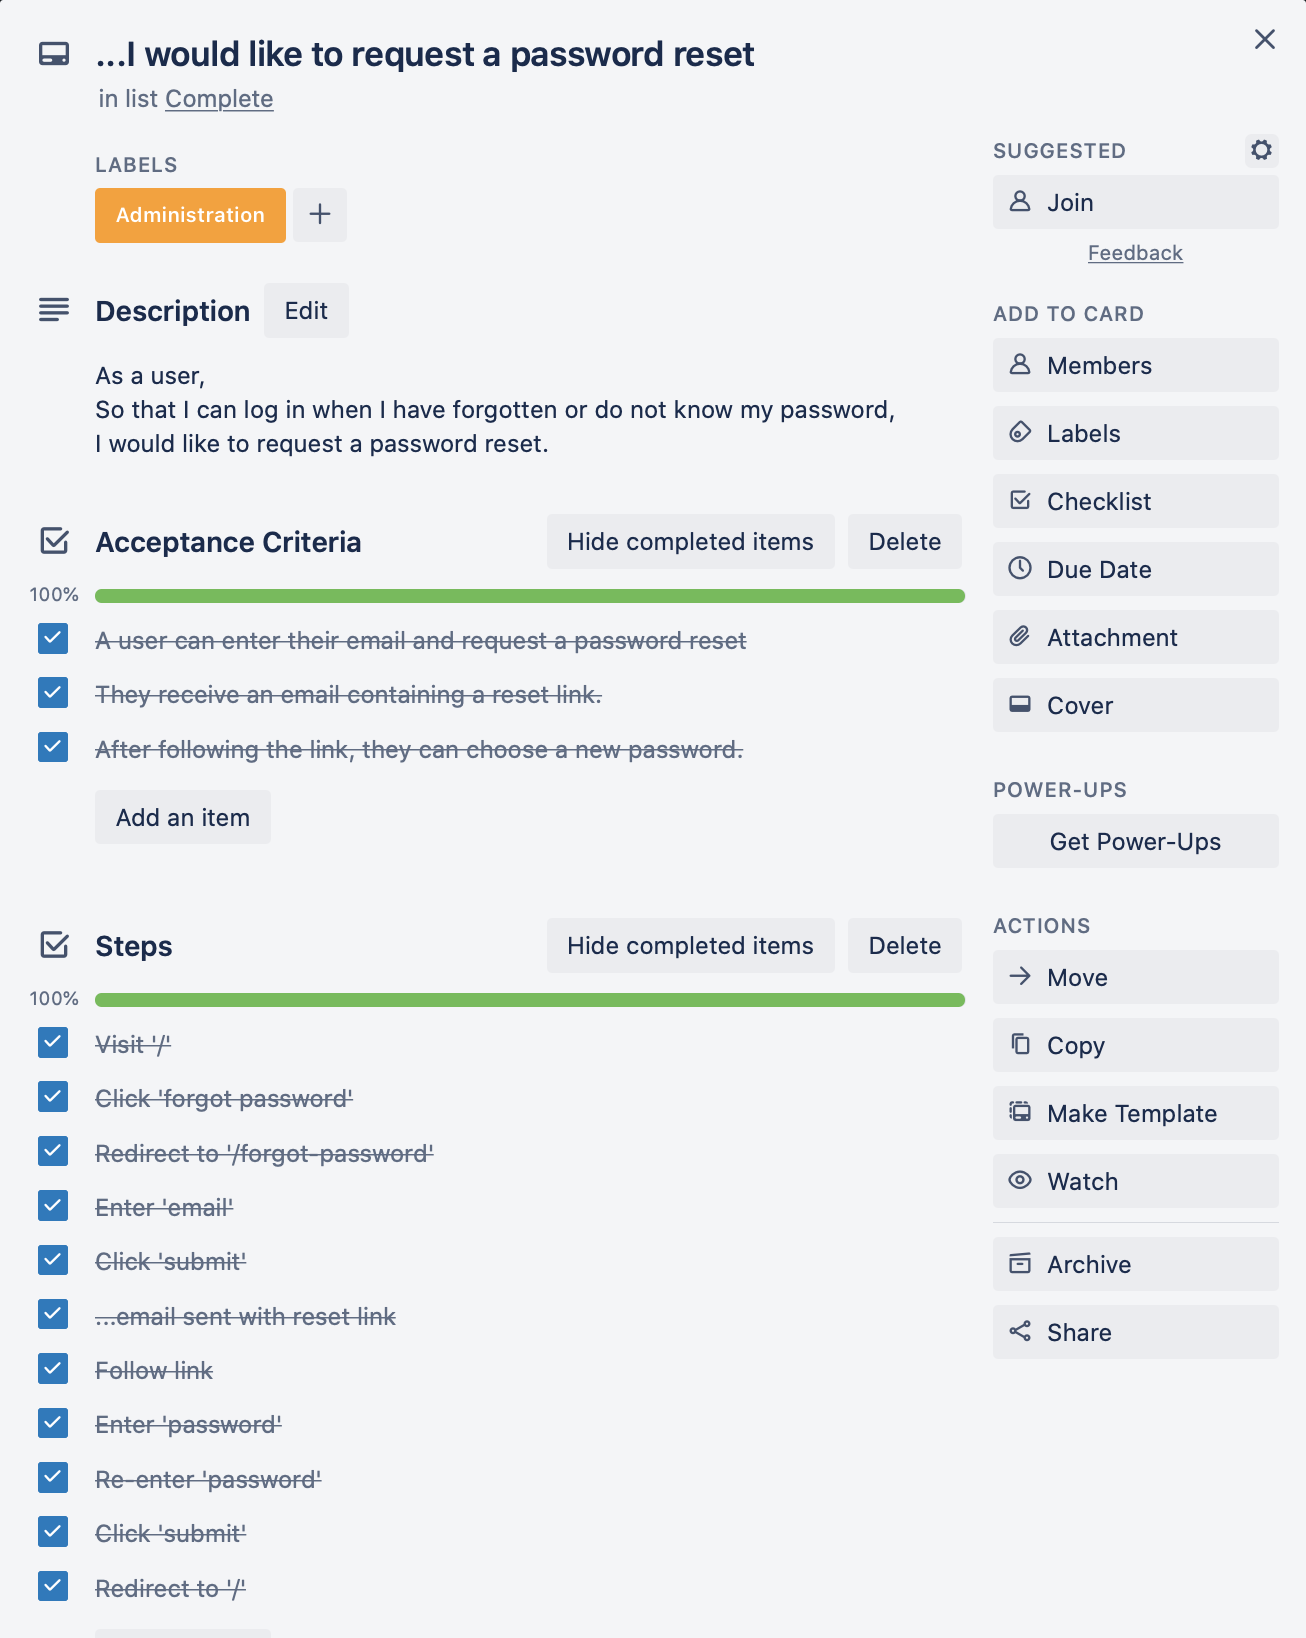 ...I would like to request a password reset
in list Complete
LABELS
Administration
Description
Edit
As a user,
So that I can log in when I have forgotten or do not know my password,
I would like to request a password reset.
Acceptance Criteria
Hide completed items
Delete
100%
A user can enter their email and request a password reset
They receive an email containing a reset link.
After following the link, they can choose a new password.
Add an item
Steps
Hide completed items
Delete
100%
Visit '/'
Click 'forgot password'
Redirect to '/forgot-password'
Enter 'email'
Click 'submit'
...email sent with reset link
Follow link
Enter 'password'
Re-enter 'password'
Click 'submit'
Redirect to '/'
SUGGESTED
Join
Feedback
ADD TO CARD
Members
Labels
Checklist
Due Date
Attachment
Cover
POWER-UPS
Get Power-Ups
ACTIONS
Move
Copy
Make Template
Watch
Archive
Share